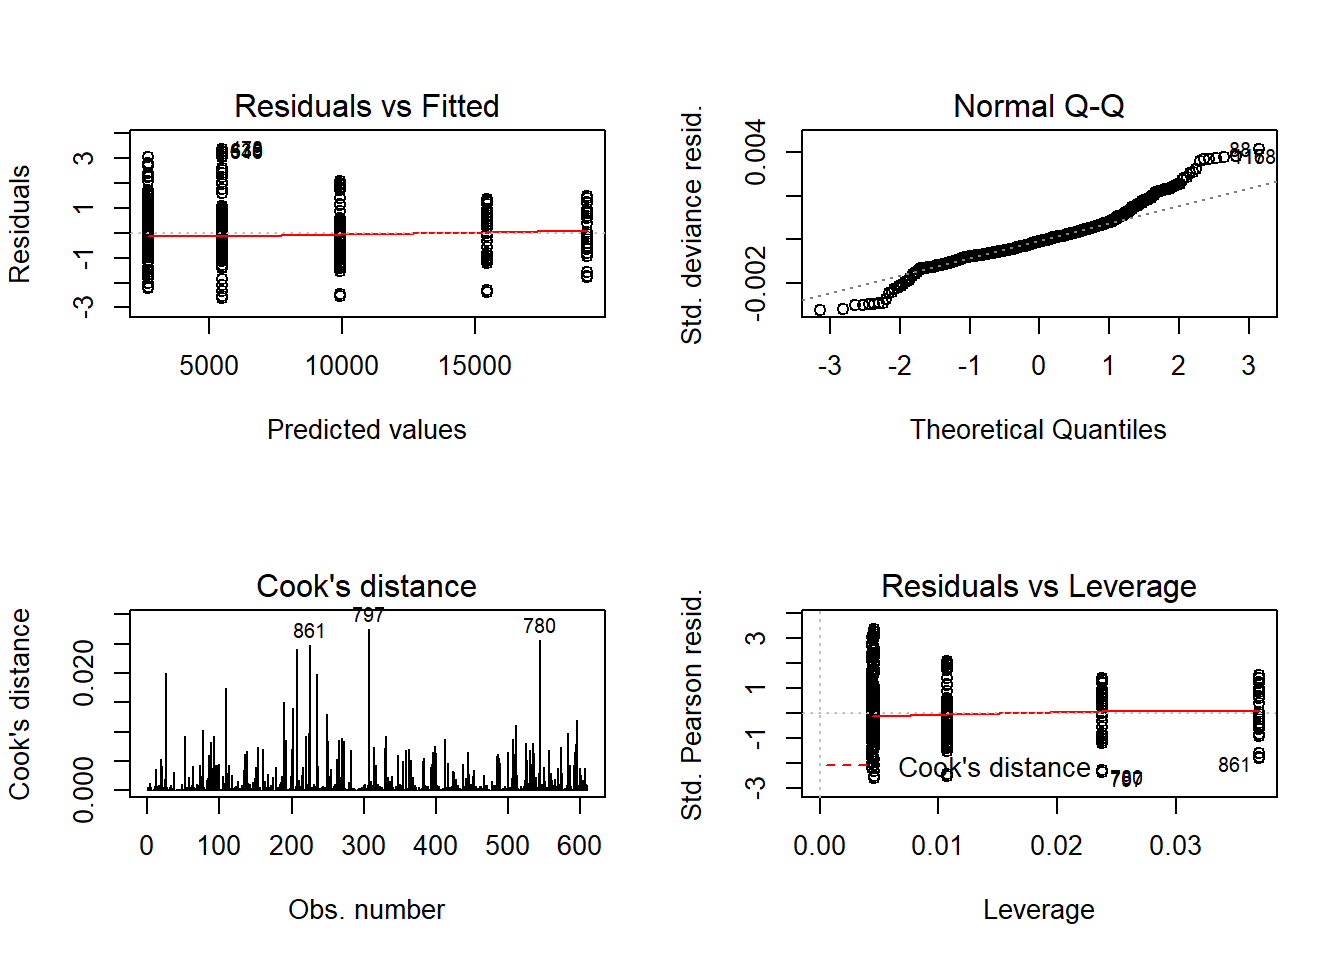 Residuals vs Fitted
Residuals
3
1
-1
-3
5000 10000 15000
Predicted values
Normal Q-Q
Std. deviance resid.
0.004
-0.002
-3 -2 -1 0 1 2 3
Theoretical Quantiles
Cook's distance
Cook's distance
0.020
0.000
861
797
780
0 100 200 300 400 500 600
Obs. number
Residuals vs Leverage
Std. Pearson resid.
3
1
-1
-3
Cook's distance
861
0.00 0.01 0.02 0.03
Leverage